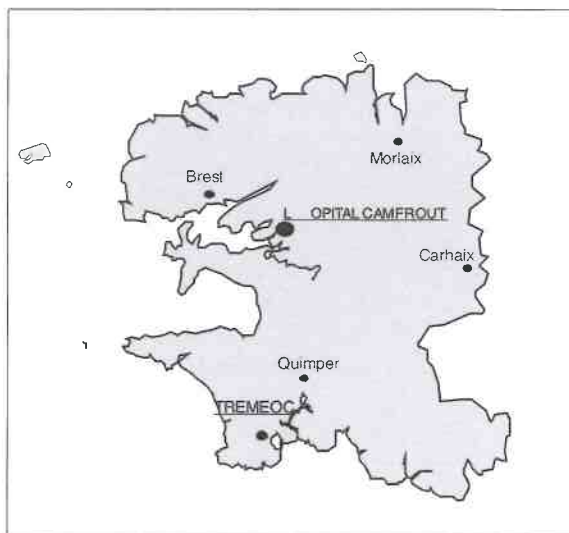 Morlaix
Brest
L OPITAL CAMFROUT
Carhaix
Quimper
TREMEOC